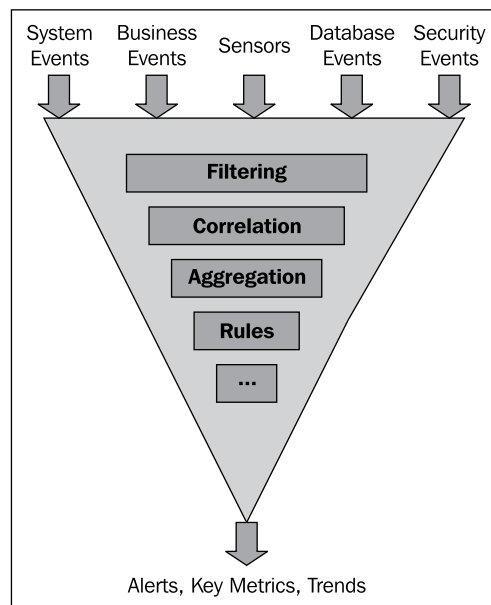 System Events
Business Events
Sensors
Database Events
Security Events
Filtering
Correlation
Aggregation
Rules
...
Alerts, Key Metrics, Trends